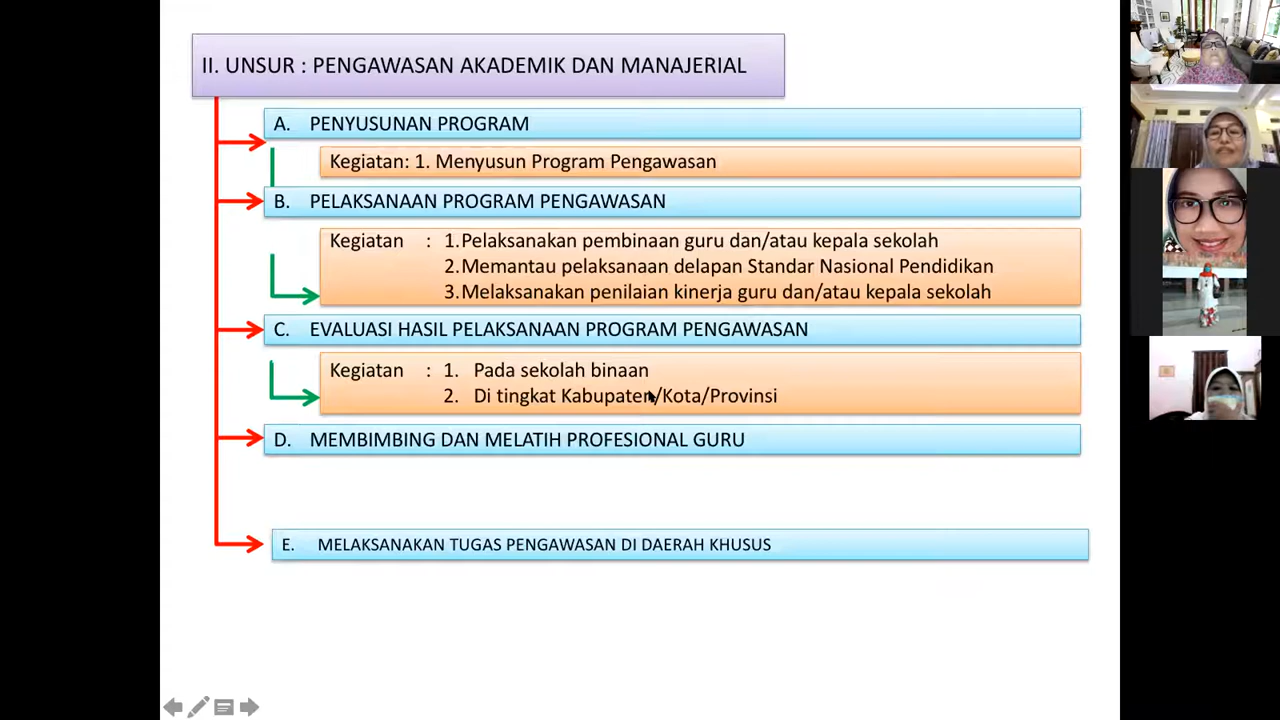 II. UNSUR : PENGAWASAN AKADEMIK DAN MANAJERIAL
A. PENYUSUNAN PROGRAM
Kegiatan: 1. Menyusun Program Pengawasan
B. PELAKSANAAN PROGRAM PENGAWASAN
Kegiatan : 1.Pelaksanakan pembinaan guru dan/atau kepala sekolah
2.Memantau pelaksanaan delapan Standar Nasional Pendidikan
3.Melaksanakan penilaian kinerja guru dan/atau kepala sekolah
C. EVALUASI HASIL PELAKSANAAN PROGRAM PENGAWASAN
Kegiatan : 1. Pada sekolah binaan
2. Di tingkat Kabupaten/Kota/Provinsi
D. MEMBIMBING DAN MELATIH PROFESIONAL GURU
E. MELAKSANAKAN TUGAS PENGAWASAN DI DAERAH KHUSUS